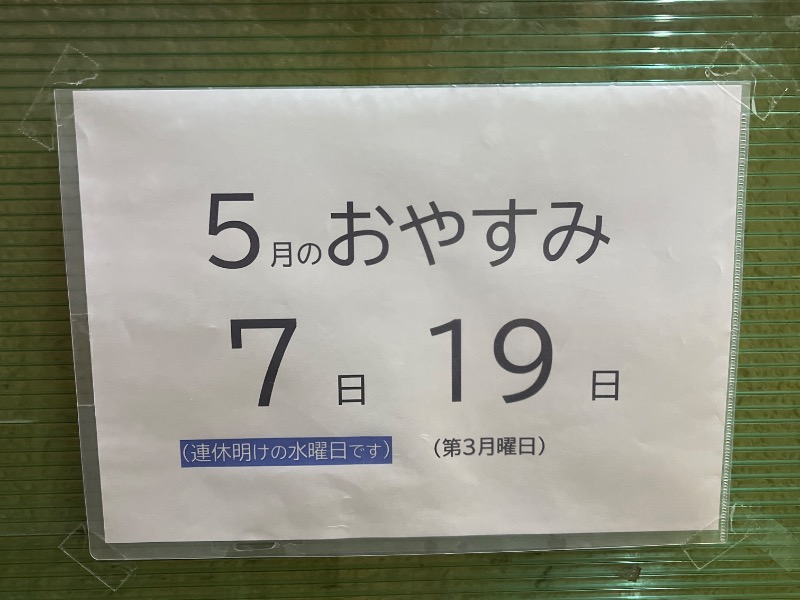 5月のおやすみ
7日 19日
（連休明けの水曜日です） （第3月曜日）